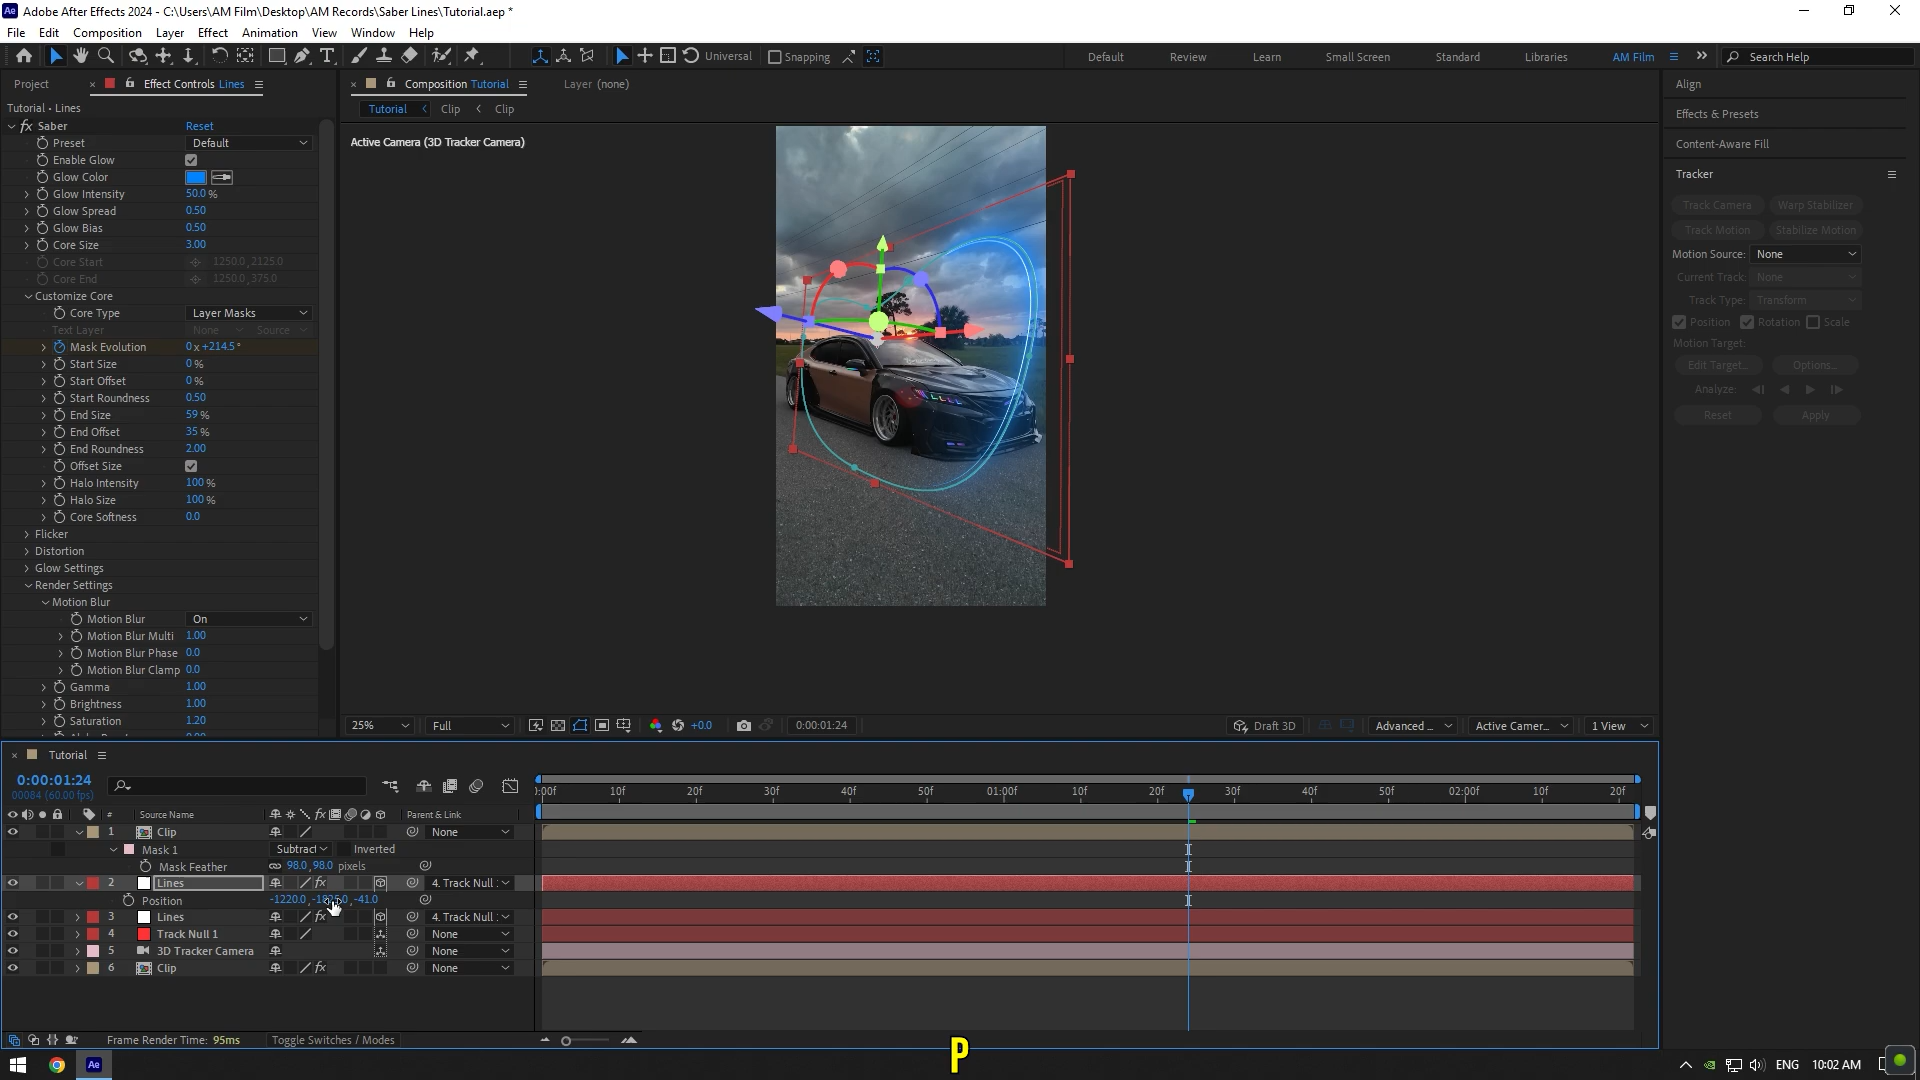 Adobe After Effects 2024 - C:\Users\AM Film\Desktop\AM Records\Saber Lines\Tutorial.aep *
File Edit Composition Layer Effect Animation View Window Help
Universal Snapping Default Review Learn Small Screen Standard Libraries AM Film Search Help
Project Effect Controls Lines
Composition Tutorial Layer (none)
Tutorial Clip Clip
Active Camera (3D Tracker Camera)
Tutorial • Lines
fx Saber Reset
Preset Default
Enable Glow
Glow Color
Glow Intensity 50.0 %
Glow Spread 0.50
Glow Bias 0.50
Core Size 3.00
Core Start 1250.0, 2125.0
Core End 1250.0, 375.0
Customize Core
Core Type Layer Masks
Text Layer None Source
Mask Evolution 0 x +214.5 °
Start Size 0 %
Start Offset 0 %
Start Roundness 0.50
End Size 59 %
End Offset 35 %
End Roundness 2.00
Offset Size
Halo Intensity 100 %
Halo Size 100 %
Core Softness 0.0
Flicker
Distortion
Glow Settings
Render Settings
Motion Blur
Motion Blur On
Motion Blur Multi 1.00
Motion Blur Phase 0.0
Motion Blur Clamp 0.0
Gamma 1.00
Brightness 1.00
Saturation 1.20
Align
Effects & Presets
Content-Aware Fill
Tracker
Track Camera Warp Stabilizer
Track Motion Stabilize Motion
Motion Source: None
Current Track: None
Track Type: Transform
Position Rotation Scale
Motion Target:
Edit Target... Options...
Analyze:
Reset Apply
25% Full +0.0 0:00:01:24 Draft 3D Advanced ... Active Camer... 1 View
Tutorial
0:00:01:24
00084 (60.00 fps)
:00f 10f 20f 30f 40f 50f 01:00f 10f 20f 30f 40f 50f 02:00f 10f 20f
# Source Name fx Parent & Link
1 Clip None
Mask 1 Subtract Inverted
Mask Feather 98.0, 98.0 pixels
2 Lines fx 4. Track Null :
Position -1220.0, , -41.0
3 Lines fx 4. Track Null :
4 Track Null 1 None
5 3D Tracker Camera None
6 Clip fx None
Frame Render Time: 95ms Toggle Switches / Modes
P
Ae ENG 10:02 AM